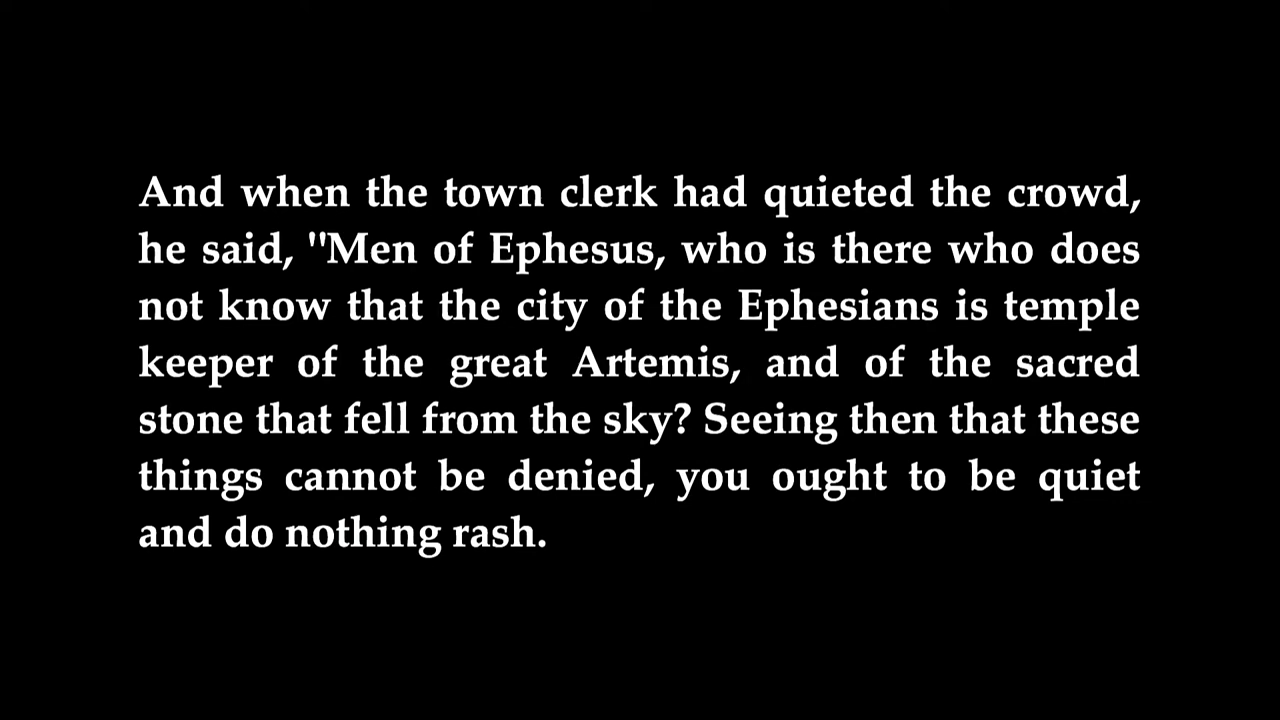 And when the town clerk had quieted the crowd,
he said, "Men of Ephesus, who is there who does
not know that the city of the Ephesians is temple
keeper of the great Artemis, and of the sacred
stone that fell from the sky? Seeing then that these
things cannot be denied, you ought to be quiet
and do nothing rash.